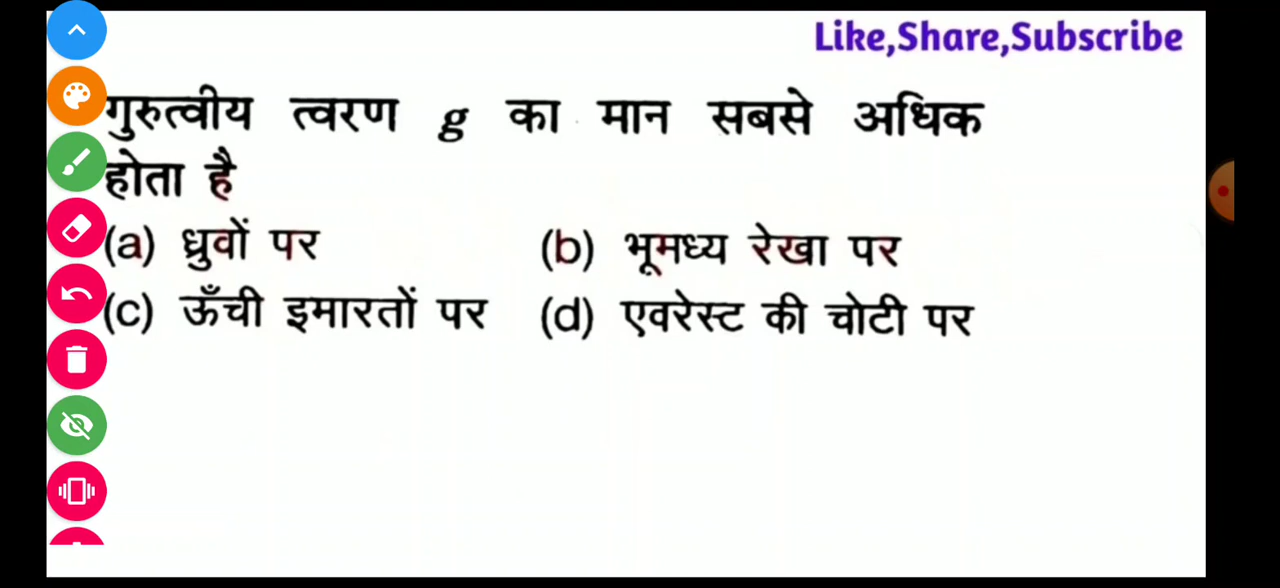 Like,Share,Subscribe
गुरुत्वीय त्वरण g का मान सबसे अधिक
होता है
(a) ध्रुवों पर (b) भूमध्य रेखा पर
(c) ऊँची इमारतों पर (d) एवरेस्ट की चोटी पर